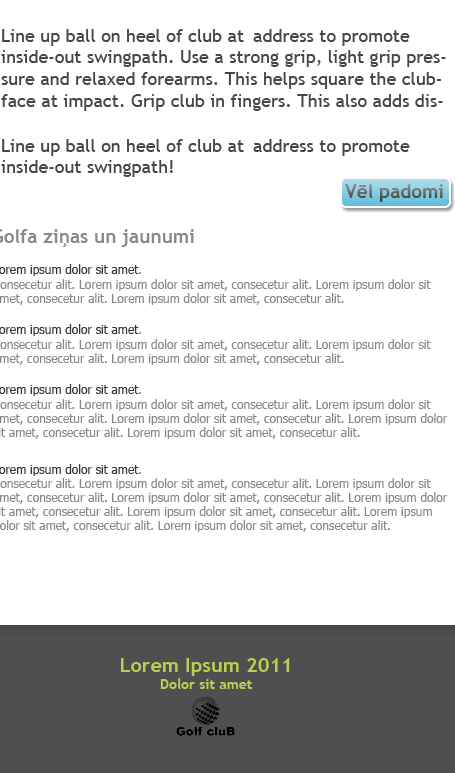 Line up ball on heel of club at address to promote
inside-out swingpath. Use a strong grip, light grip pres-
sure and relaxed forearms. This helps square the club-
face at impact. Grip club in fingers. This also adds dis-
Line up ball on heel of club at address to promote
inside-out swingpath!
Vēl padomi
Golfa ziņas un jaunumi
orem ipsum dolor sit amet.
onsecetur alit. Lorem ipsum dolor sit amet, consecetur alit. Lorem ipsum dolor sit
met, consecetur alit. Lorem ipsum dolor sit amet, consecetur alit.
orem ipsum dolor sit amet.
onsecetur alit. Lorem ipsum dolor sit amet, consecetur alit. Lorem ipsum dolor sit
met, consecetur alit. Lorem ipsum dolor sit amet, consecetur alit.
orem ipsum dolor sit amet.
onsecetur alit. Lorem ipsum dolor sit amet, consecetur alit. Lorem ipsum dolor sit
met, consecetur alit. Lorem ipsum dolor sit amet, consecetur alit. Lorem ipsum dolor
it amet, consecetur alit. Lorem ipsum dolor sit amet, consecetur alit.
orem ipsum dolor sit amet.
onsecetur alit. Lorem ipsum dolor sit amet, consecetur alit. Lorem ipsum dolor sit
met, consecetur alit. Lorem ipsum dolor sit amet, consecetur alit. Lorem ipsum dolor
it amet, consecetur alit. Lorem ipsum dolor sit amet, consecetur alit. Lorem ipsum
olor sit amet, consecetur alit. Lorem ipsum dolor sit amet, consecetur alit.
Lorem Ipsum 2011
Dolor sit amet
Golf cluB